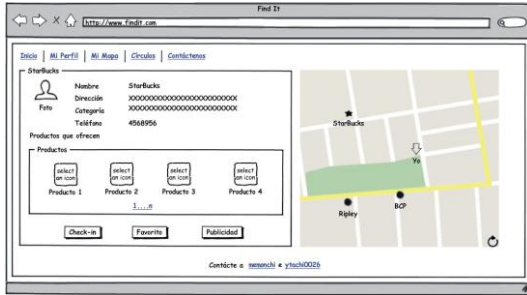 Find It
http://www.findit.com
Inicio | Mi Perfil | Mi Mapa | Círculos | Contáctenos
StarBucks
Foto
Nombre StarBucks
Dirección XXXXXXXXXXXXXXXXXXXXXXXX
Categoría XXXXXXXXXXXXXXXXXXXXXXXX
Teléfono 4568956
Productos que ofrecen
Productos
select an icon select an icon select an icon select an icon
Producto 1 Producto 2 Producto 3 Producto 4
1....n
Check-in Favorito Publicidad
StarBucks
Yo
Ripley
BCP
Contácte a menonchi e ytochi0026